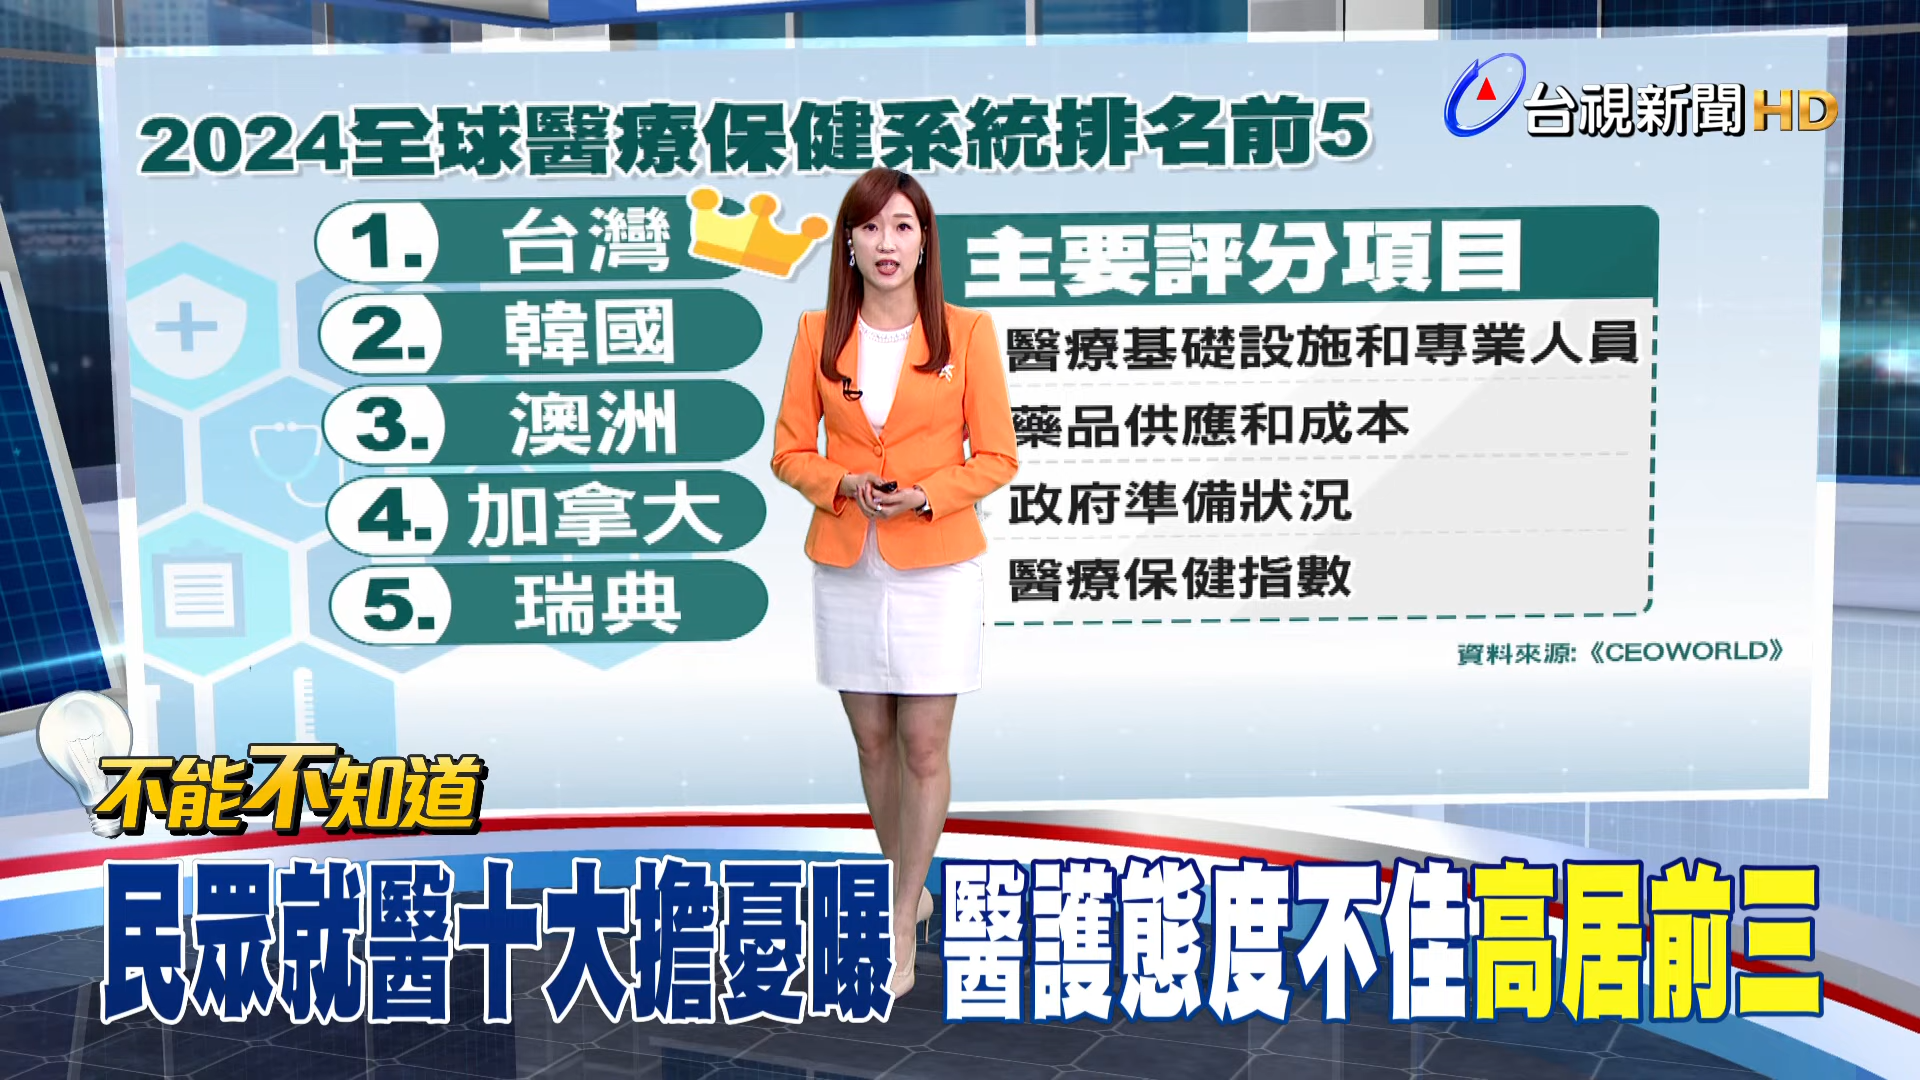 2024全球醫療保健系統排名前5
台視新聞HD
1. 台灣
2. 韓國
3. 澳洲
4. 加拿大
5. 瑞典
主要評分項目
醫療基礎設施和專業人員
藥品供應和成本
政府準備狀況
醫療保健指數
資料來源:《CEOWORLD》
不能不知道
民眾就醫十大擔憂曝 醫護態度不佳高居前三